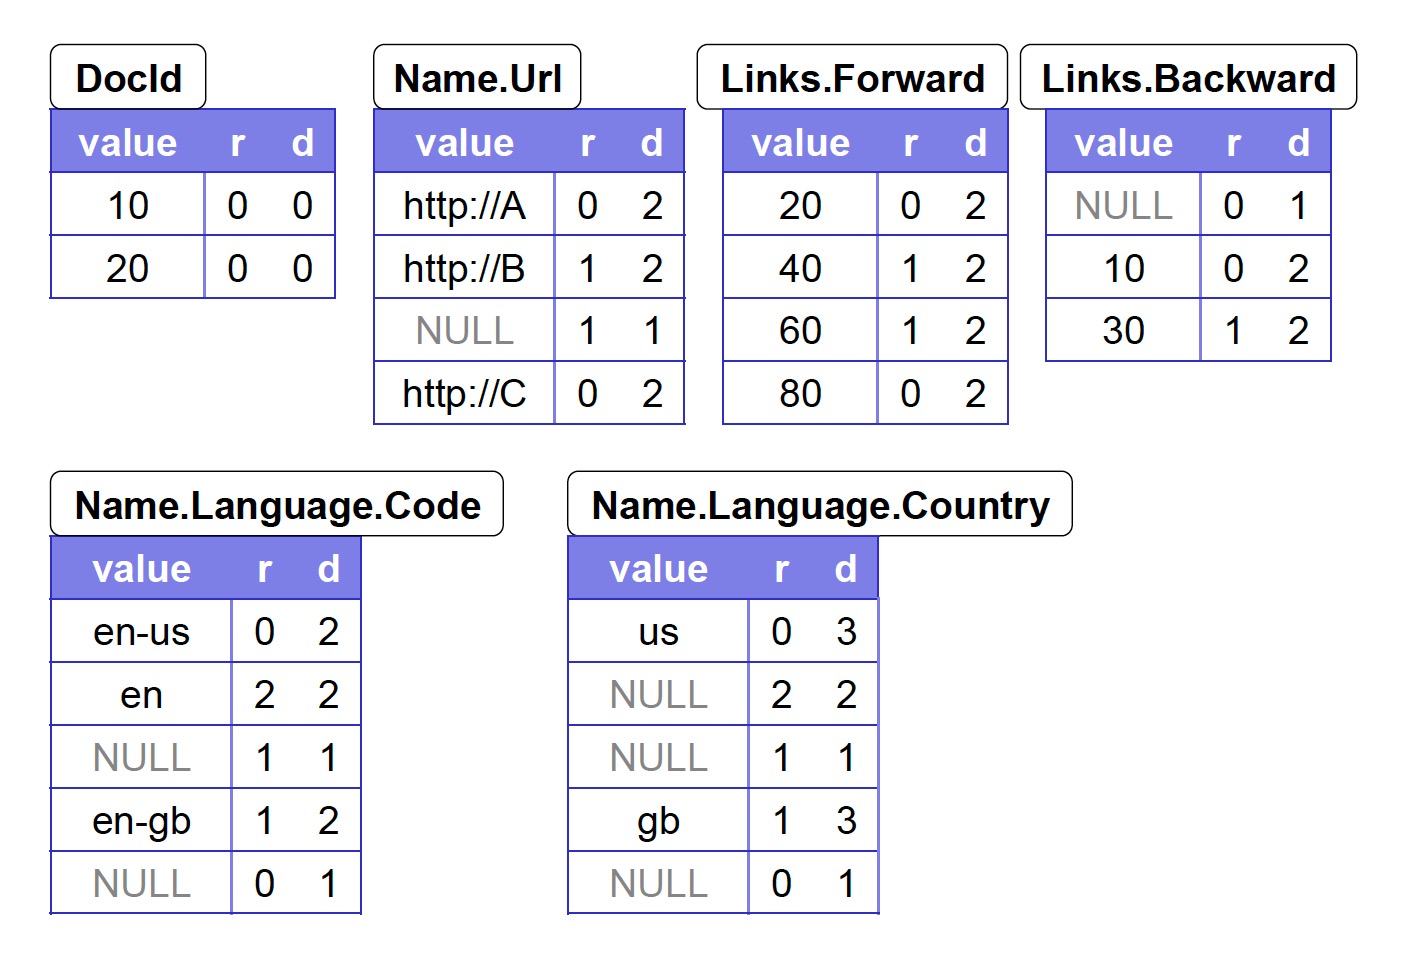 DocId
value r d
10 0 0
20 0 0
Name.Url
value r d
http://A 0 2
http://B 1 2
NULL 1 1
http://C 0 2
Links.Forward
value r d
20 0 2
40 1 2
60 1 2
80 0 2
Links.Backward
value r d
NULL 0 1
10 0 2
30 1 2
Name.Language.Code
value r d
en-us 0 2
en 2 2
NULL 1 1
en-gb 1 2
NULL 0 1
Name.Language.Country
value r d
us 0 3
NULL 2 2
NULL 1 1
gb 1 3
NULL 0 1